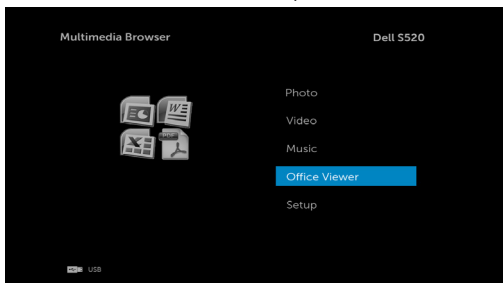 Multimedia Browser
Dell S520
Photo
Video
Music
Office Viewer
Setup
USB